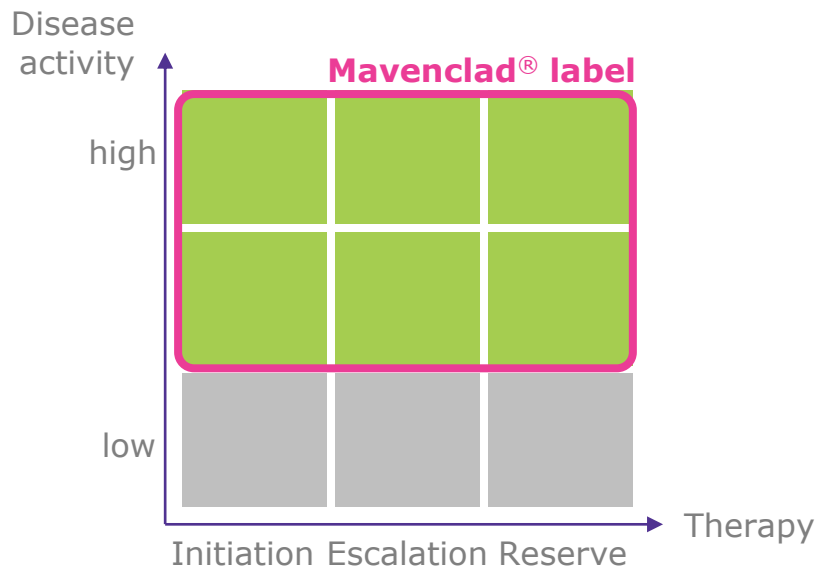 Disease
activity
Mavenclad® label
high
low
Therapy
Initiation Escalation Reserve